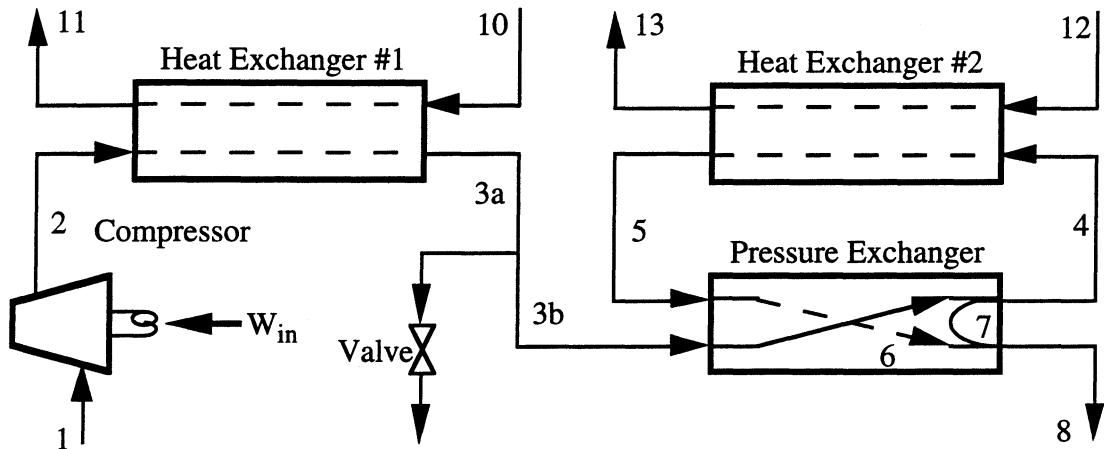 11
10
13
12
Heat Exchanger #1
Heat Exchanger #2
3a
2
Compressor
5
4
Pressure Exchanger
3b
W_in
Valve
7
6
1
8